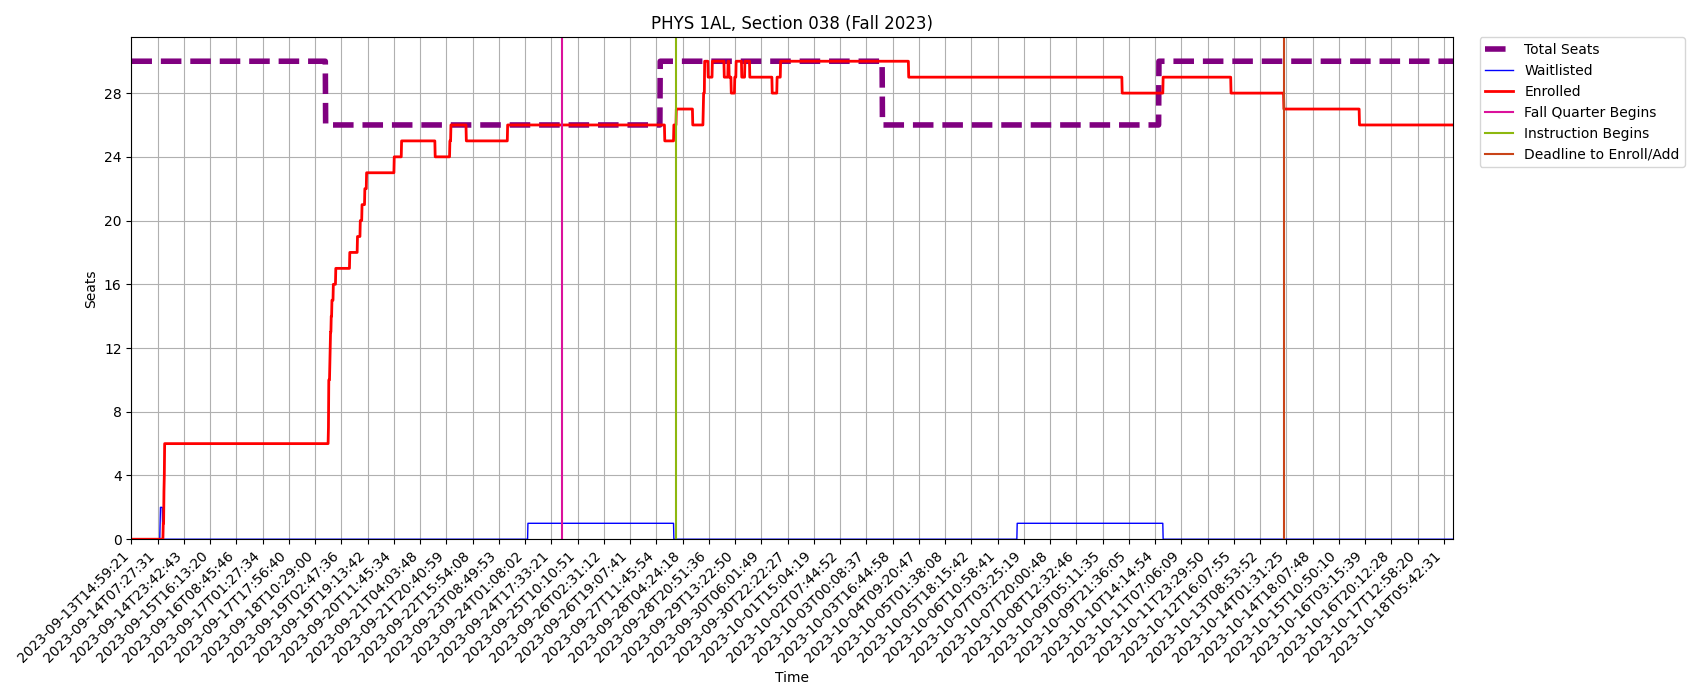 PHYS 1AL, Section 038 (Fall 2023)
Total Seats
Waitlisted
Enrolled
Fall Quarter Begins
Instruction Begins
Deadline to Enroll/Add
Seats
28
24
20
16
12
8
4
0
2023-09-13T14:59:21
2023-09-14T07:27:31
2023-09-14T23:42:43
2023-09-15T16:13:20
2023-09-16T08:45:46
2023-09-17T01:27:34
2023-09-17T17:56:40
2023-09-18T10:29:00
2023-09-19T02:47:36
2023-09-19T19:13:42
2023-09-20T11:45:34
2023-09-21T04:03:48
2023-09-21T20:40:59
2023-09-22T15:54:08
2023-09-23T08:49:53
2023-09-24T01:08:02
2023-09-24T17:33:21
2023-09-25T10:10:51
2023-09-26T02:31:12
2023-09-26T19:07:41
2023-09-27T11:45:54
2023-09-28T04:24:18
2023-09-28T20:51:36
2023-09-29T13:22:50
2023-09-30T06:01:49
2023-09-30T22:22:27
2023-10-01T15:04:19
2023-10-02T07:44:52
2023-10-03T00:08:37
2023-10-03T16:44:58
2023-10-04T09:20:47
2023-10-05T01:38:08
2023-10-05T18:15:42
2023-10-06T10:58:41
2023-10-07T03:25:19
2023-10-07T20:00:48
2023-10-08T12:32:46
2023-10-09T05:11:35
2023-10-09T21:36:05
2023-10-10T14:14:54
2023-10-11T07:06:09
2023-10-11T23:29:50
2023-10-12T16:07:55
2023-10-13T08:53:52
2023-10-14T01:31:25
2023-10-14T18:07:48
2023-10-15T10:50:10
2023-10-16T03:15:39
2023-10-16T20:12:28
2023-10-17T12:58:20
2023-10-18T05:42:31
Time